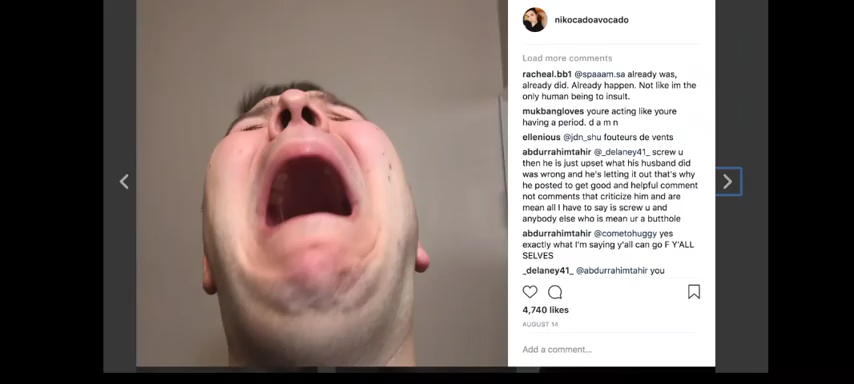 nikocadoavocado
Load more comments
racheal.bb1 @spaaam.sa already was,
already did. Already happen. Not like im the
only human being to insult.
mukbangloves youre acting like youre
having a period. d a m n
ellenious @jdn_shu fouteurs de vents
abdurrahimtahir @_delaney41_ screw u
then he is just upset what his husband did
was wrong and he's letting it out that's why
he posted to get good and helpful comment
not comments that criticize him and are
mean all I have to say is screw u and
anybody else who is mean ur a butthole
abdurrahimtahir @cometohuggy yes
exactly what I'm saying y'all can go F Y'ALL
SELVES
_delaney41_ @abdurrahimtahir you
4,740 likes
AUGUST 14
Add a comment...